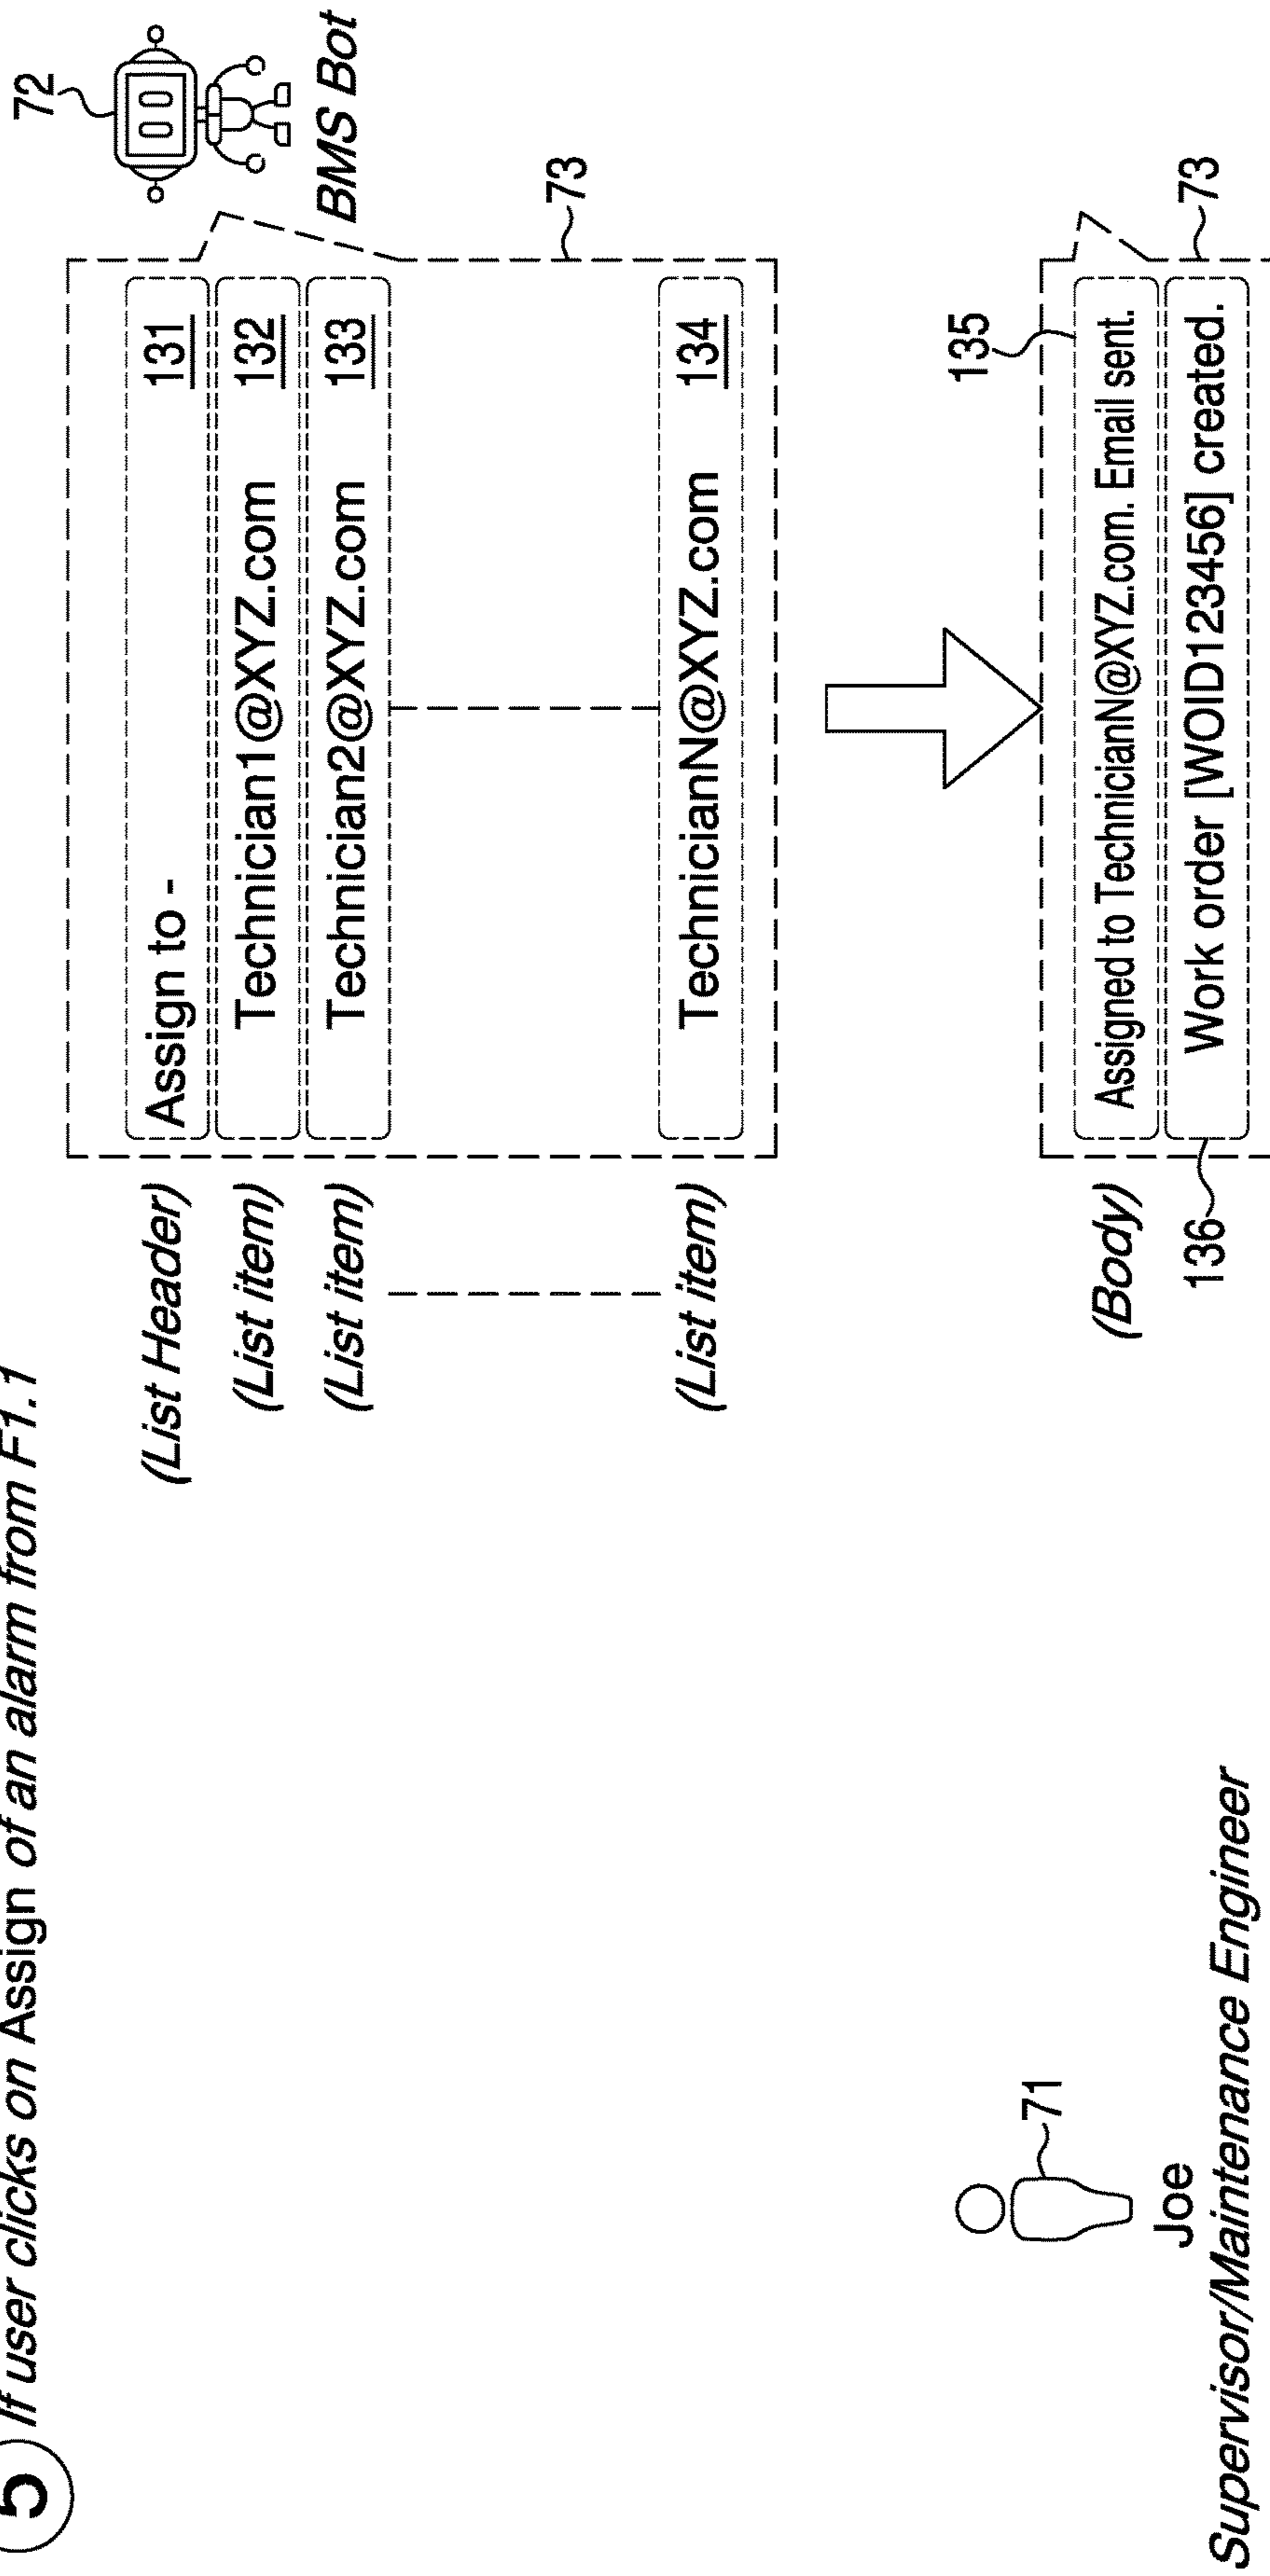 5 If user clicks on Assign of an alarm from F1.1
72
BMS Bot
(List Header) Assign to - 131
(List item) Technician1@XYZ.com 132
(List item) Technician2@XYZ.com 133
73
(List item) TechnicianN@XYZ.com 134
135
71
(Body) Assigned to TechnicianN@XYZ.com. Email sent.
73
136 Work order [WOID123456] created.
Joe
Supervisor/Maintenance Engineer